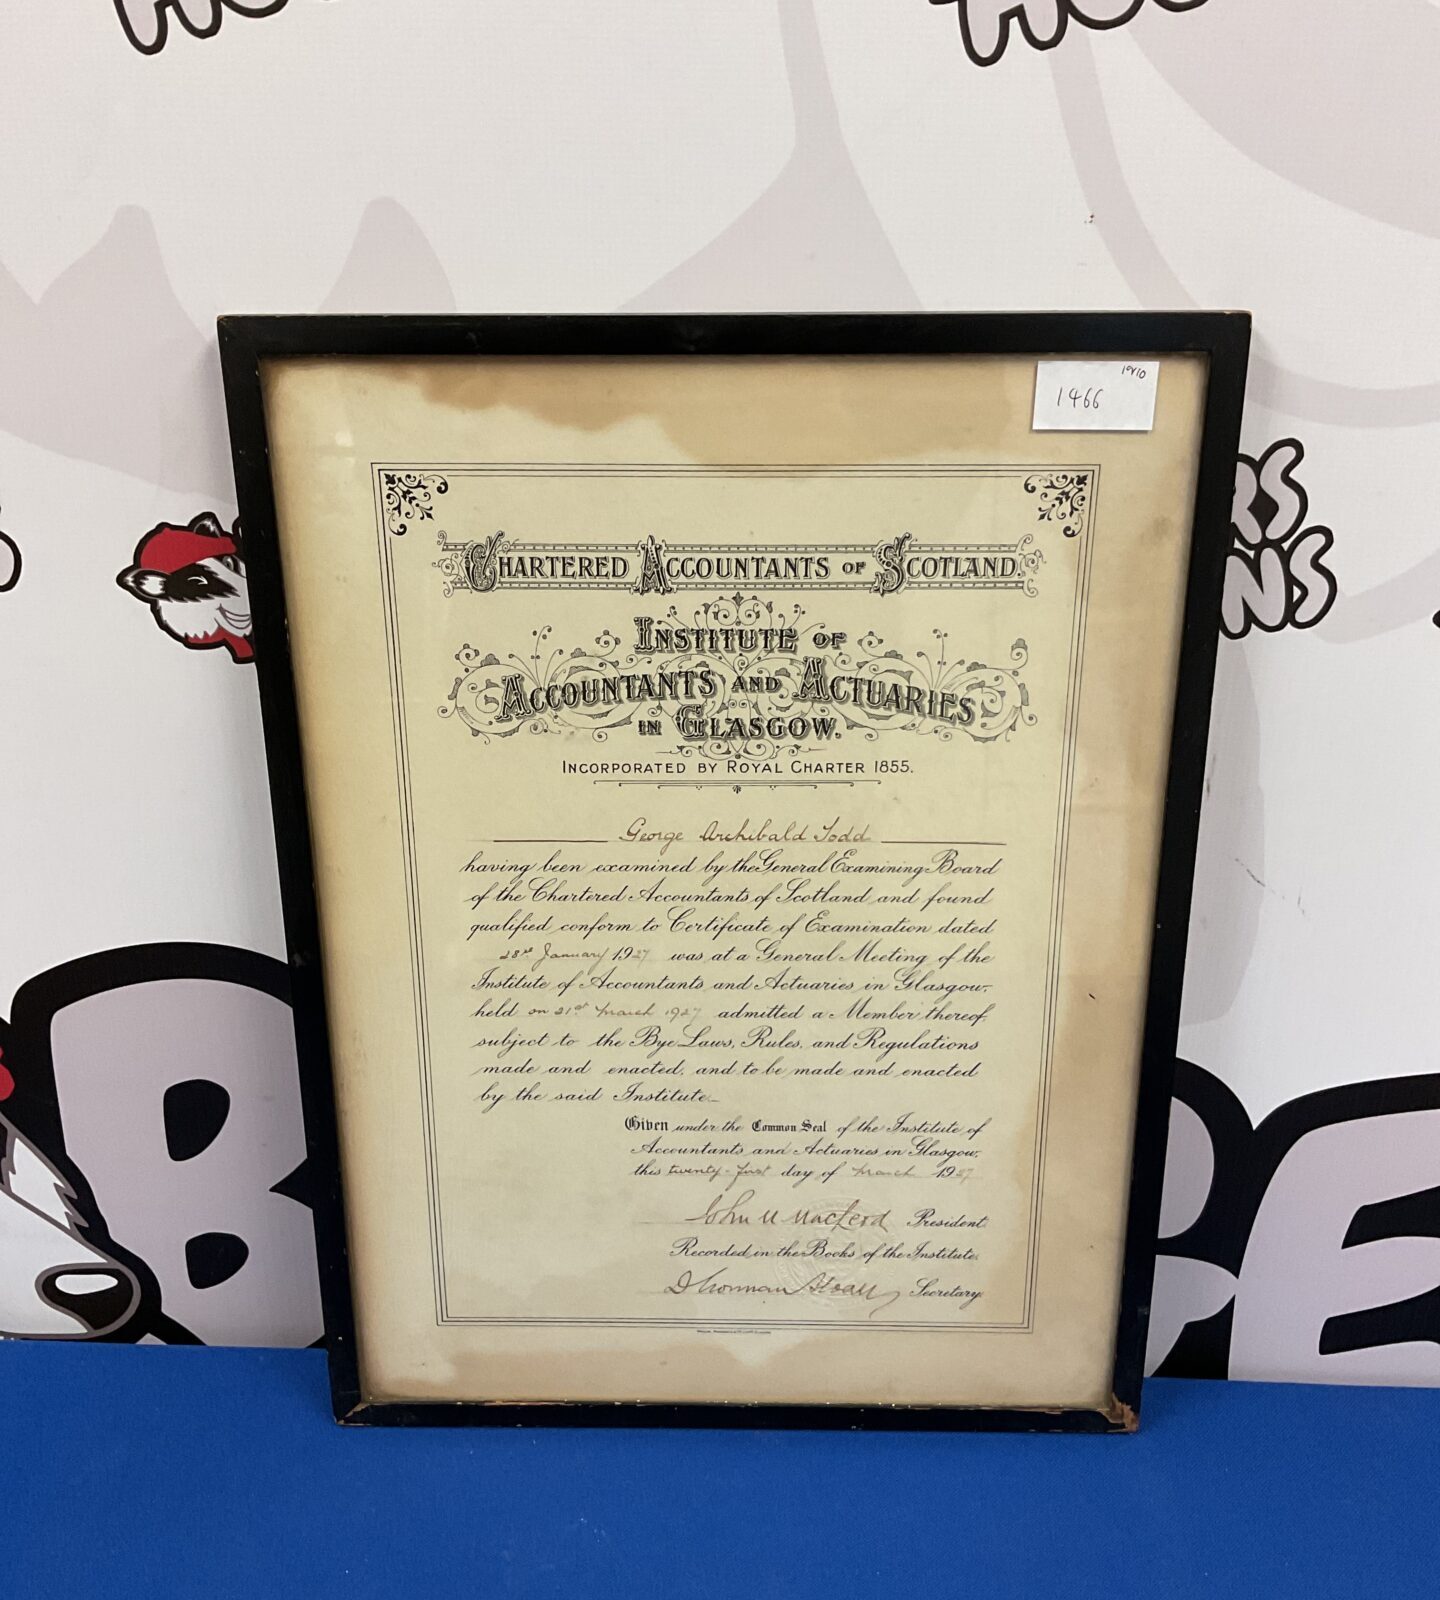 1910
1466
RS
NS
CHARTERED ACCOUNTANTS OF SCOTLAND.
INSTITUTE OF
ACCOUNTANTS AND ACTUARIES
IN GLASGOW.
INCORPORATED BY ROYAL CHARTER 1855.
George Archibald Todd
having been examined by the General Examining Board
of the Chartered Accountants of Scotland and found
qualified conform to Certificate of Examination dated
January 1927 was at a General Meeting of the
Institute of Accountants and Actuaries in Glasgow,
held on 21st March 1927 admitted a Member thereof,
subject to the Bye Laws, Rules, and Regulations
made and enacted, and to be made and enacted
by the said Institute
Given under the Common Seal of the Institute of
Accountants and Actuaries in Glasgow,
this twenty-first day of March 1927
John M MacLeod President.
Recorded in the Books of the Institute.
D Norman Sloan Secretary.
B